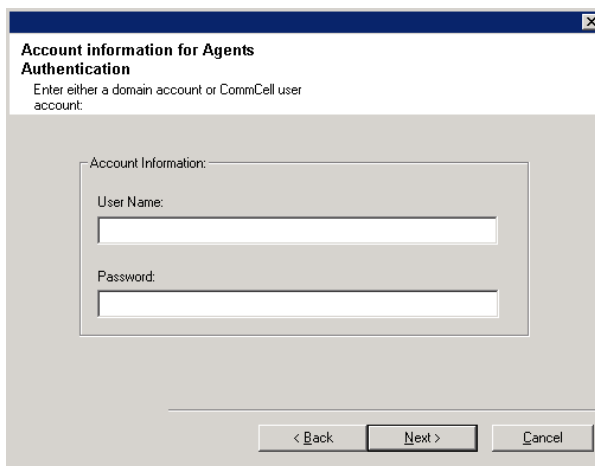 Account information for Agents
Authentication
Enter either a domain account or CommCell user
account:
Account Information:
User Name:
Password:
< Back
Next >
Cancel